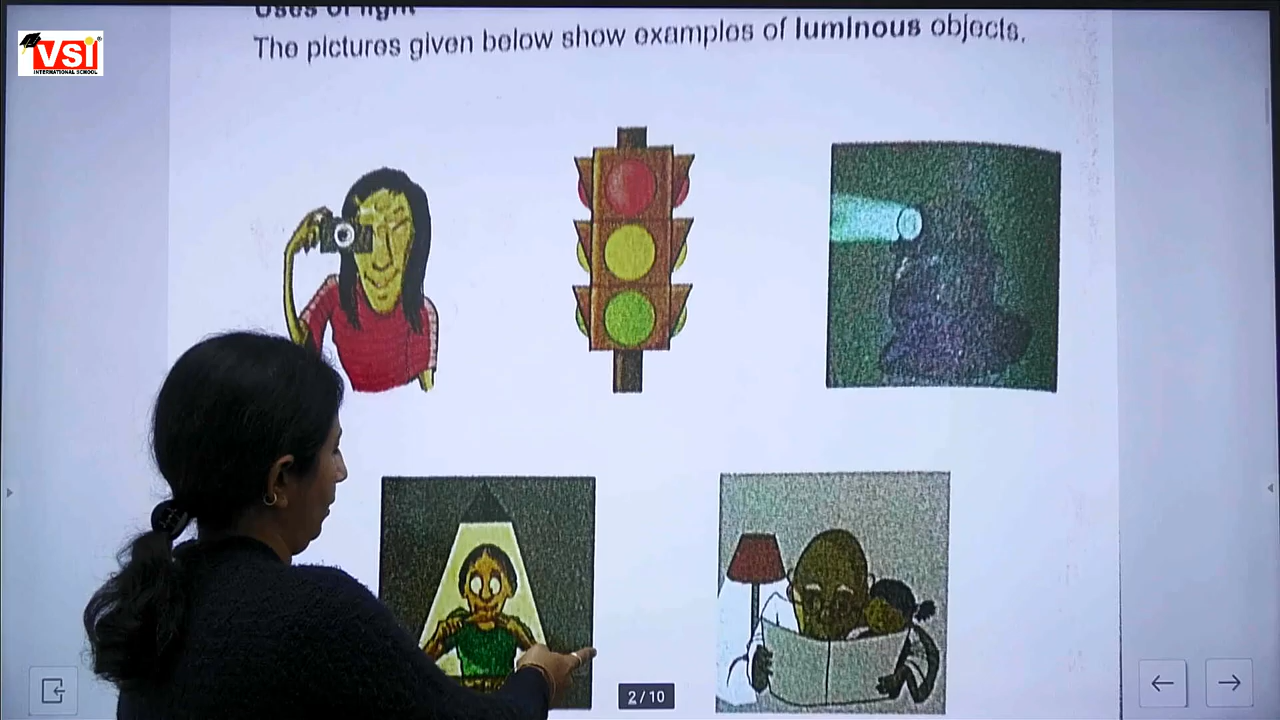 Uses of light
The pictures given below show examples of luminous objects.
VSI
INTERNATIONAL SCHOOL
2/10